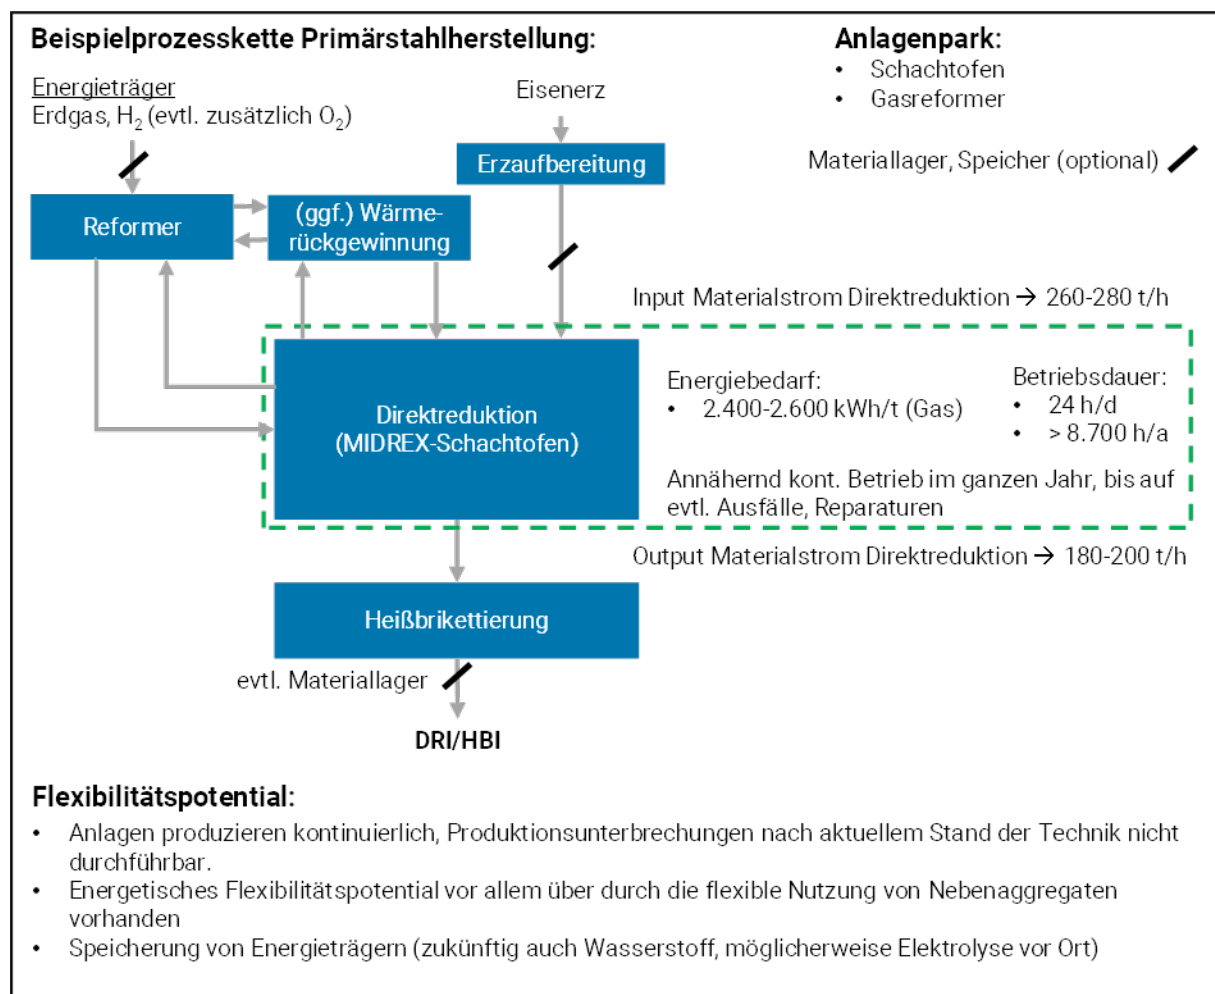 Beispielprozesskette Primärstahlherstellung:
Anlagenpark:
• Schachtofen
• Gasreformer
Energieträger
Erdgas, H₂ (evtl. zusätzlich O₂)
Eisenerz
Materiallager, Speicher (optional)
Erzaufbereitung
Reformer
(ggf.) Wärme-
rückgewinnung
Input Materialstrom Direktreduktion → 260-280 t/h
Direktreduktion
(MIDREX-Schachtofen)
Energiebedarf:
• 2.400-2.600 kWh/t (Gas)
Betriebsdauer:
• 24 h/d
• > 8.700 h/a
Annähernd kont. Betrieb im ganzen Jahr, bis auf
evtl. Ausfälle, Reparaturen
Output Materialstrom Direktreduktion → 180-200 t/h
Heißbrikettierung
evtl. Materiallager
DRI/HBI
Flexibilitätspotential:
• Anlagen produzieren kontinuierlich, Produktionsunterbrechungen nach aktuellem Stand der Technik nicht
durchführbar.
• Energetisches Flexibilitätspotential vor allem über durch die flexible Nutzung von Nebenaggregaten
vorhanden
• Speicherung von Energieträgern (zukünftig auch Wasserstoff, möglicherweise Elektrolyse vor Ort)